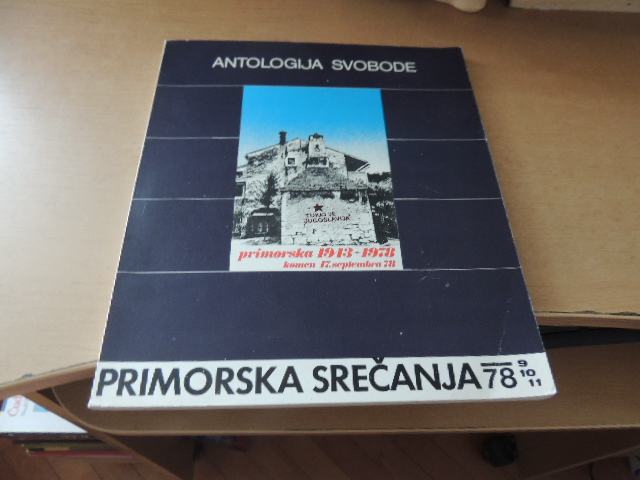 ANTOLOGIJA SVOBODE
TUKAJ JE
JUGOSLAVIJA
primorska 1943-1978
komen 17. septembra 78
PRIMORSKA SREČANJA 78 9 10 11